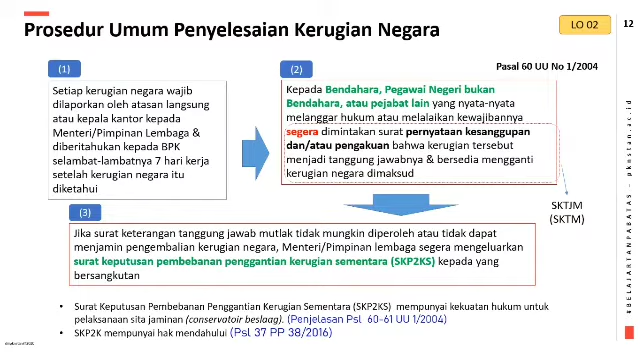 Prosedur Umum Penyelesaian Kerugian Negara
LO 02
12
(1)
Setiap kerugian negara wajib
dilaporkan oleh atasan langsung
atau kepala kantor kepada
Menteri/Pimpinan Lembaga &
diberitahukan kepada BPK
selambat-lambatnya 7 hari kerja
setelah kerugian negara itu
diketahui
(2)
Pasal 60 UU No 1/2004
Kepada Bendahara, Pegawai Negeri bukan
Bendahara, atau pejabat lain yang nyata-nyata
melanggar hukum atau melalaikan kewajibannya
segera dimintakan surat pernyataan kesanggupan
dan/atau pengakuan bahwa kerugian tersebut
menjadi tanggung jawabnya & bersedia mengganti
kerugian negara dimaksud
SKTJM
(SKTM)
(3)
Jika surat keterangan tanggung jawab mutlak tidak mungkin diperoleh atau tidak dapat
menjamin pengembalian kerugian negara, Menteri/Pimpinan lembaga segera mengeluarkan
surat keputusan pembebanan penggantian kerugian sementara (SKP2KS) kepada yang
bersangkutan
• Surat Keputusan Pembebanan Penggantian Kerugian Sementara (SKP2KS) mempunyai kekuatan hukum untuk
pelaksanaan sita jaminan (conservatoir beslaag). (Penjelasan Psl 60-61 UU 1/2004)
• SKP2K mempunyai hak mendahului (Psl 37 PP 38/2016)
#BELAJARTANPABATAS - pknstan.ac.id